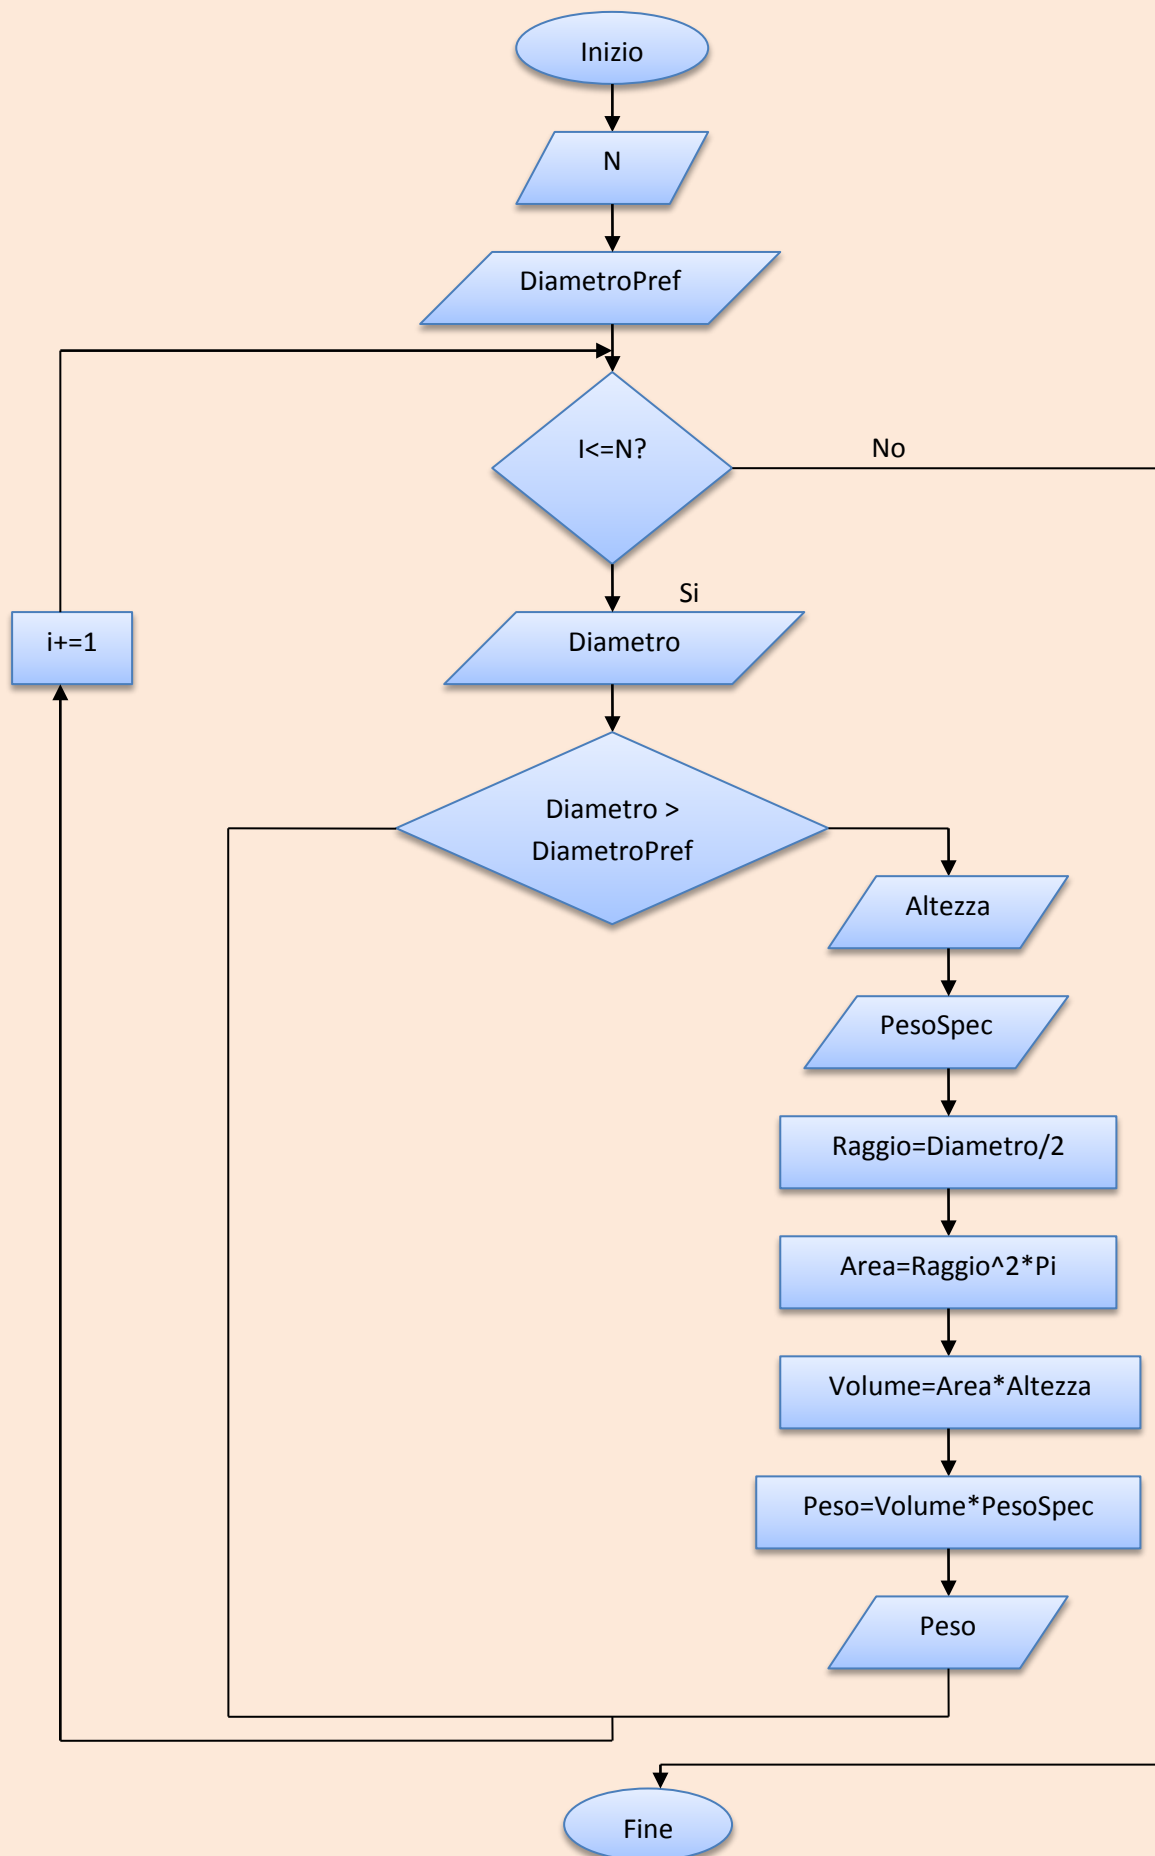 Inizio
N
DiametroPref
I<=N?
No
Si
i+=1
Diametro
Diametro >
DiametroPref
Altezza
PesoSpec
Raggio=Diametro/2
Area=Raggio^2*Pi
Volume=Area*Altezza
Peso=Volume*PesoSpec
Peso
Fine